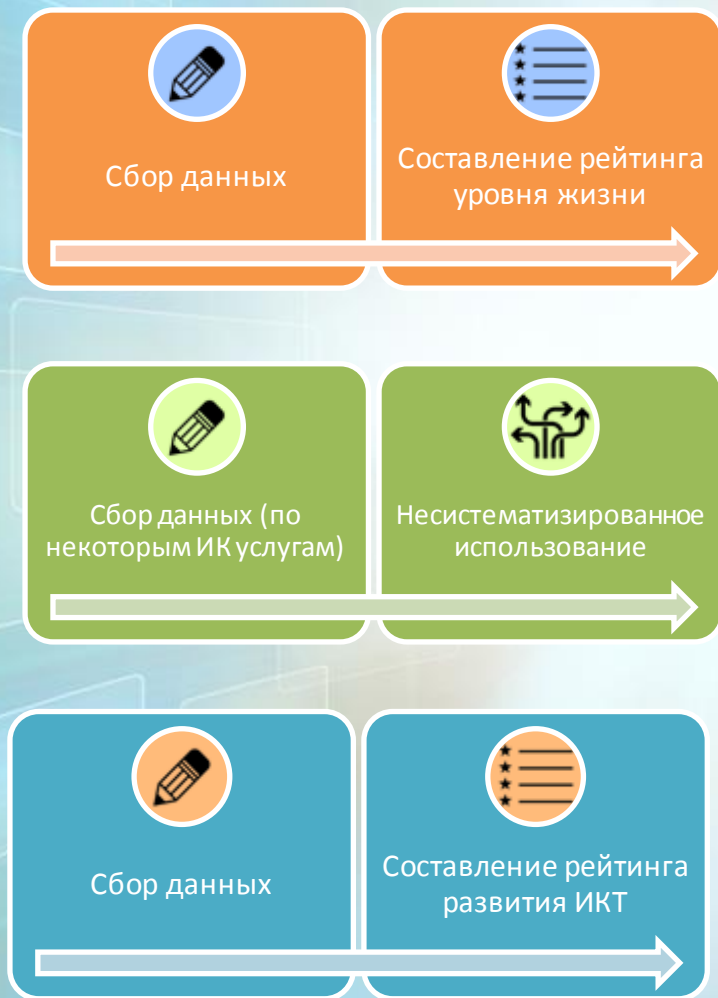 Сбор данных
Составление рейтинга
уровня жизни
Сбор данных (по
некоторым ИК услугам)
Несистематизированное
использование
Сбор данных
Составление рейтинга
развития ИКТ